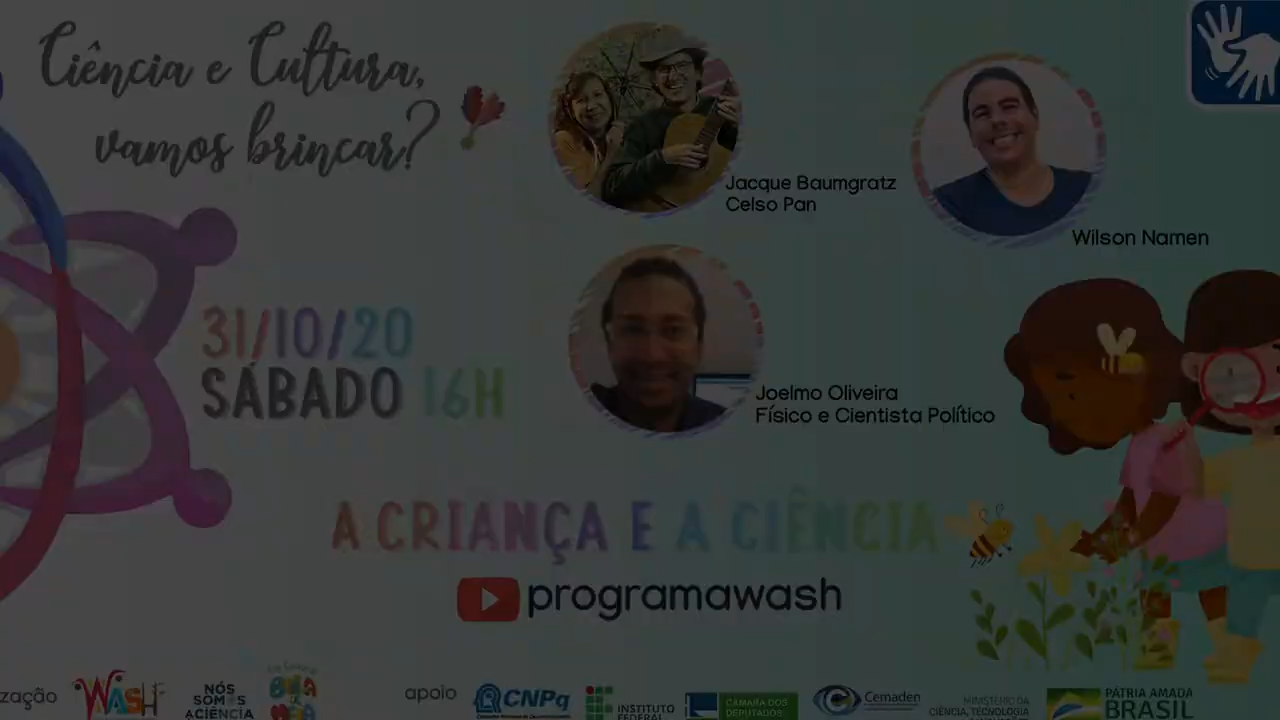 Ciência e Cultura,
vamos brincar?
Jacque Baumgratz
Celso Pan
Wilson Namen
31/10/20
SÁBADO 16H
Joelmo Oliveira
Físico e Cientista Político
A CRIANÇA E A CIÊNCIA
programawash
zação
WASH
NÓS
SOMOS
A CIÊNCIA
apoio
CNPq
INSTITUTO
FEDERAL
CÂMARA DOS
DEPUTADOS
Cemaden
MINISTÉRIO DA
CIÊNCIA, TECNOLOGIA
PÁTRIA AMADA
BRASIL